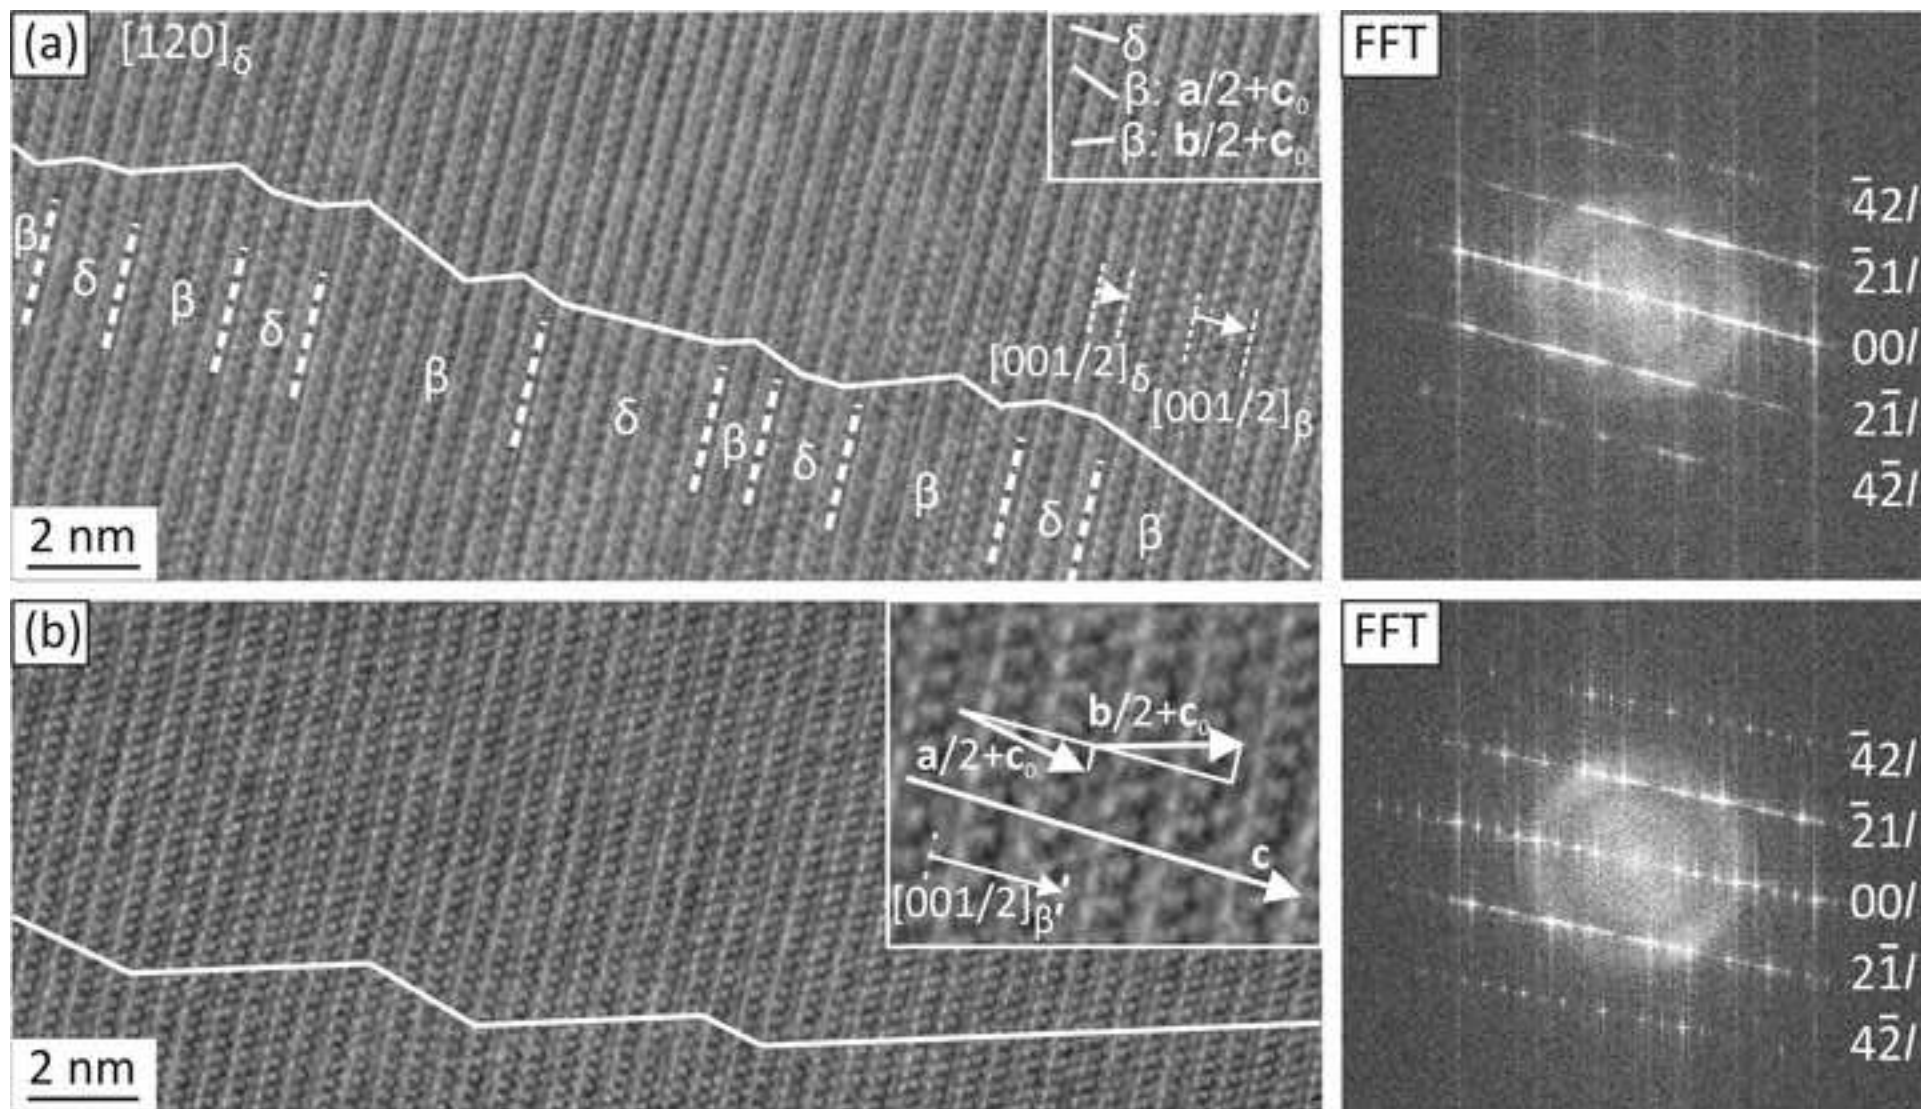 (a)
[120]δ
δ
β: a/2+c₀
β: b/2+c₀
β
δ
β
δ
β
δ
β
δ
β
δ
β
[001/2]δ
[001/2]β
2 nm
FFT
4̄2l
2̄1l
00l
21̄l
42̄l
(b)
b/2+c₀
a/2+c₀
c
[001/2]β′
2 nm
FFT
4̄2l
2̄1l
00l
21̄l
42̄l